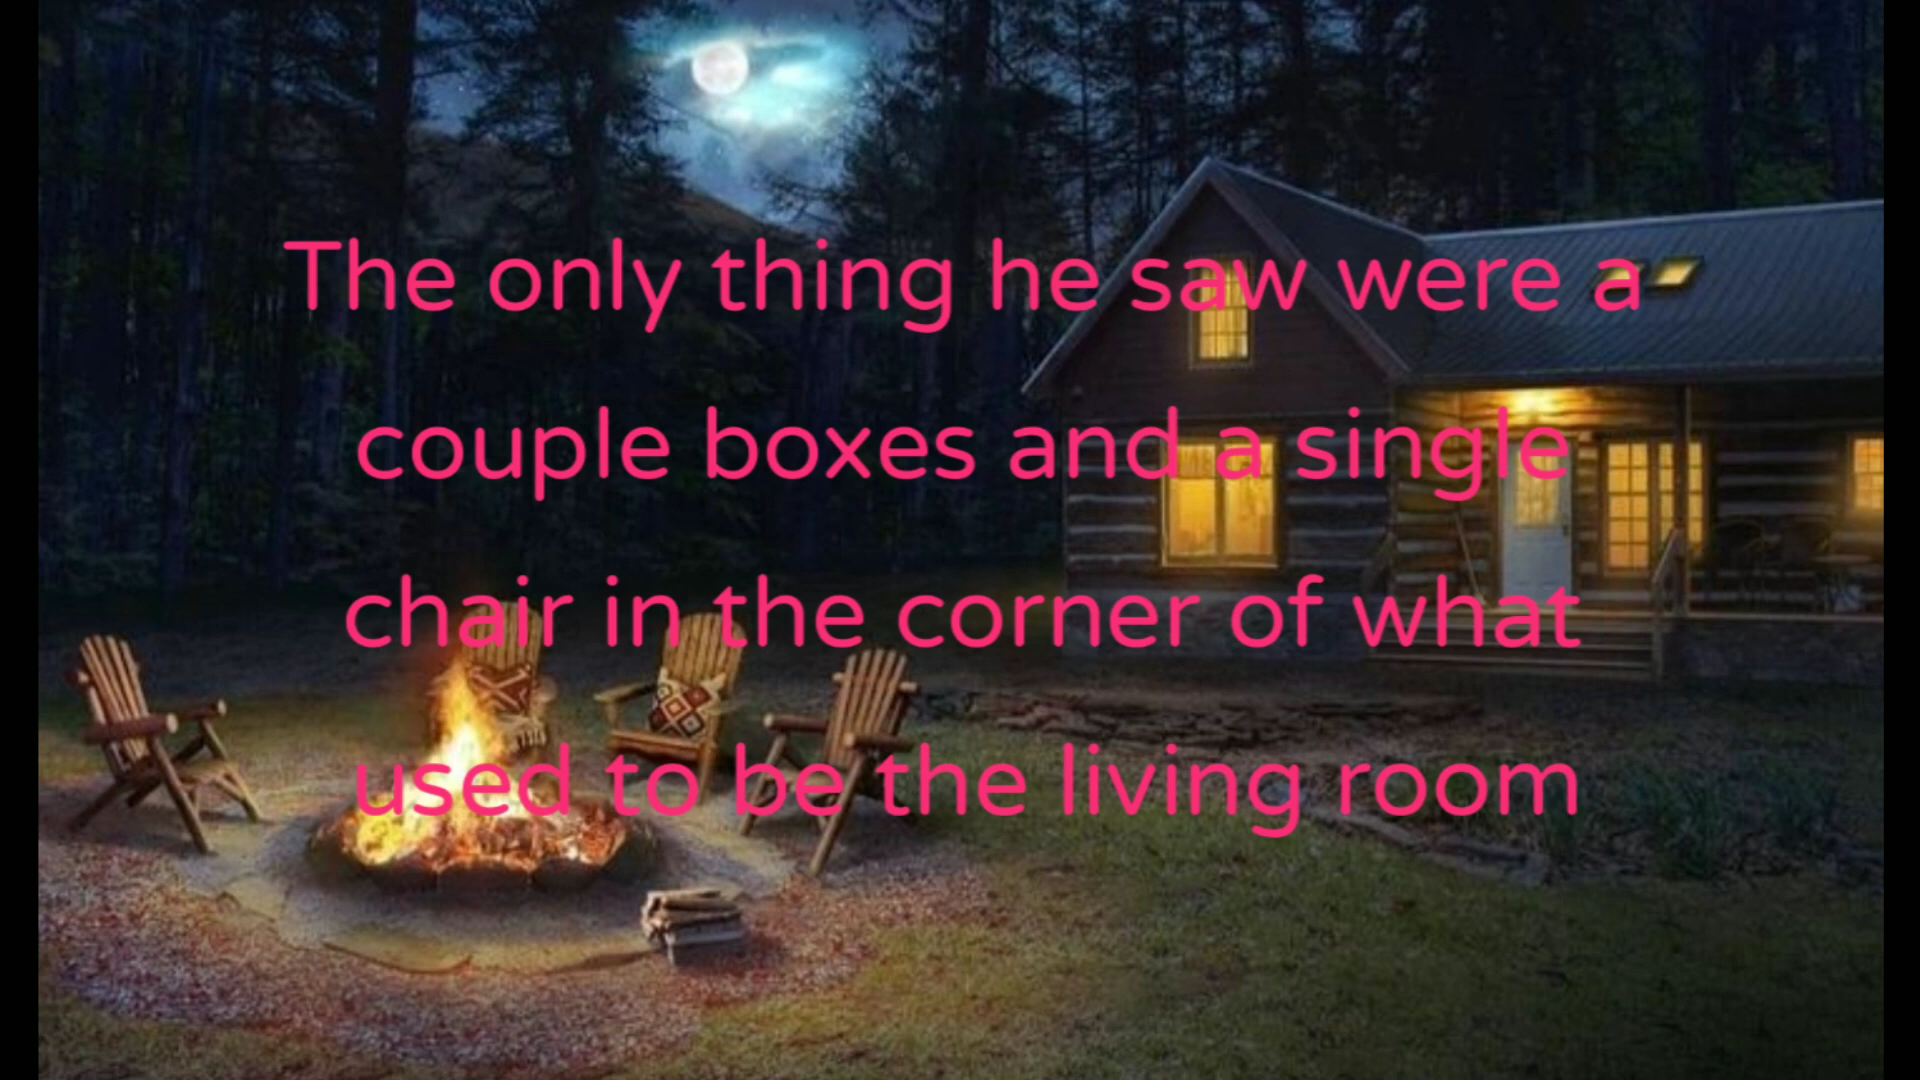 The only thing he saw were a
couple boxes and a single
chair in the corner of what
used to be the living room